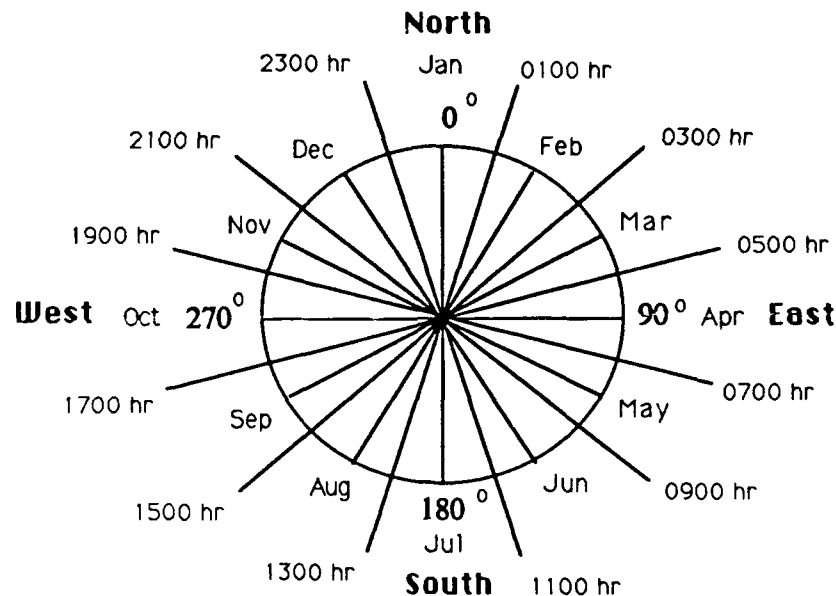 North
2300 hr Jan 0100 hr
0°
2100 hr Dec Feb 0300 hr
1900 hr Nov Mar 0500 hr
West Oct 270° 90° Apr East
1700 hr Sep May 0700 hr
1500 hr Aug 180° Jun 0900 hr
Jul
1300 hr South 1100 hr